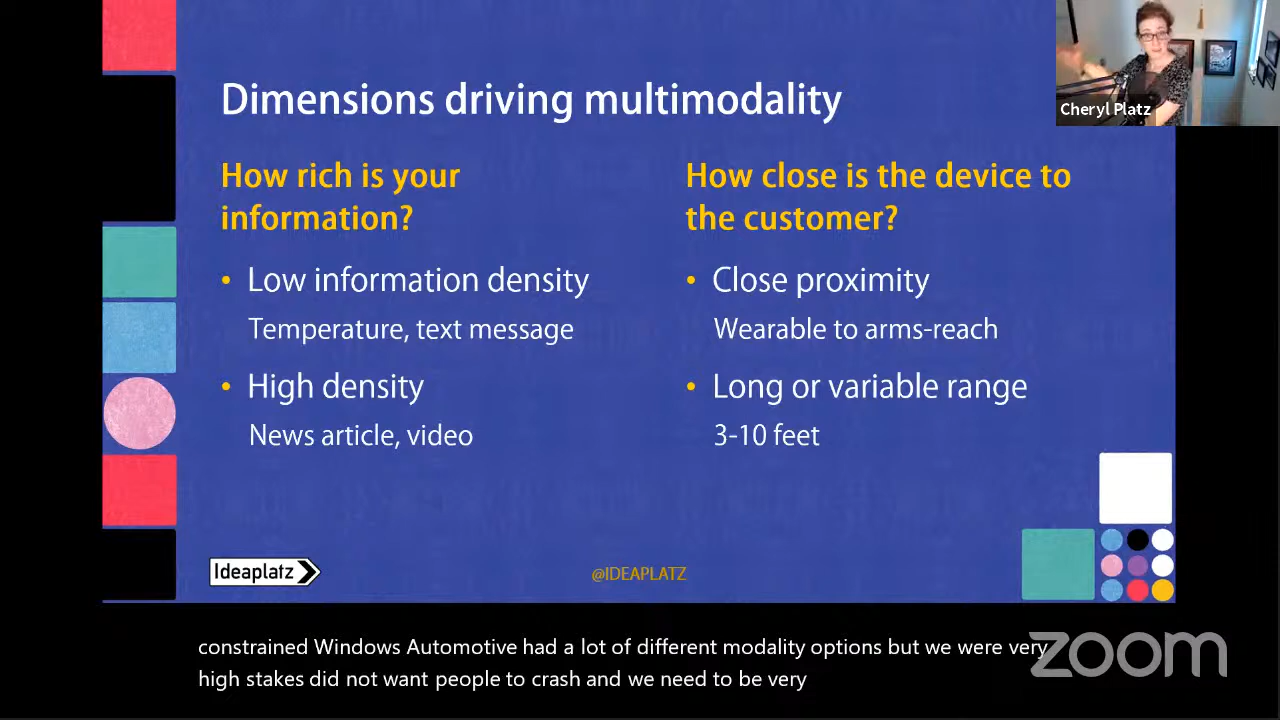 Dimensions driving multimodality
Cheryl Platz
How rich is your
information?
• Low information density
Temperature, text message
• High density
News article, video
How close is the device to
the customer?
• Close proximity
Wearable to arms-reach
• Long or variable range
3-10 feet
Ideaplatz
@IDEAPLATZ
constrained Windows Automotive had a lot of different modality options but we were very
high stakes did not want people to crash and we need to be very
zoom